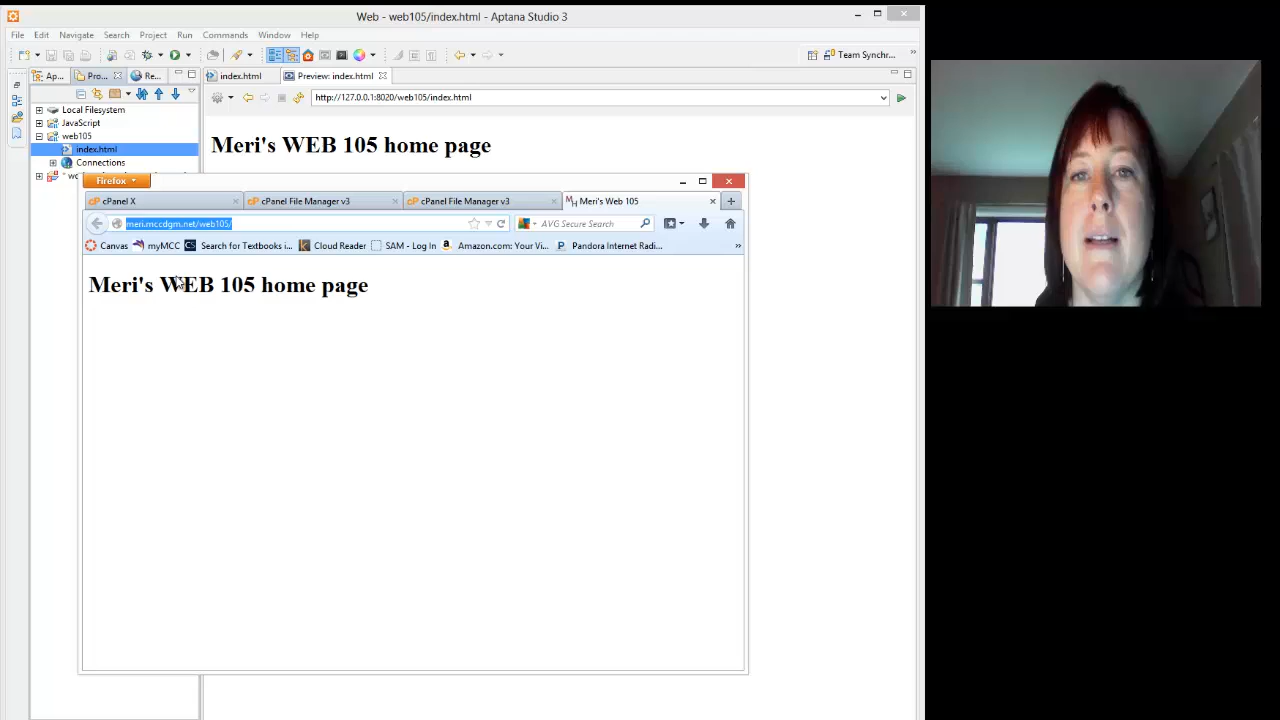 Web - web105/index.html - Aptana Studio 3
File Edit Navigate Search Project Run Commands Window Help
Team Synchr...
Ap... Pro... Re... index.html Preview: index.html
http://127.0.0.1:8020/web105/index.html
Local Filesystem
JavaScript
web105
index.html
Connections
Meri's WEB 105 home page
Firefox
cPanel X cPanel File Manager v3 cPanel File Manager v3 Meri's Web 105
meri.mccdgm.net/web105/ AVG Secure Search
Canvas myMCC Search for Textbooks i... Cloud Reader SAM - Log In Amazon.com: Your Vi... Pandora Internet Radi...
Meri's WEB 105 home page